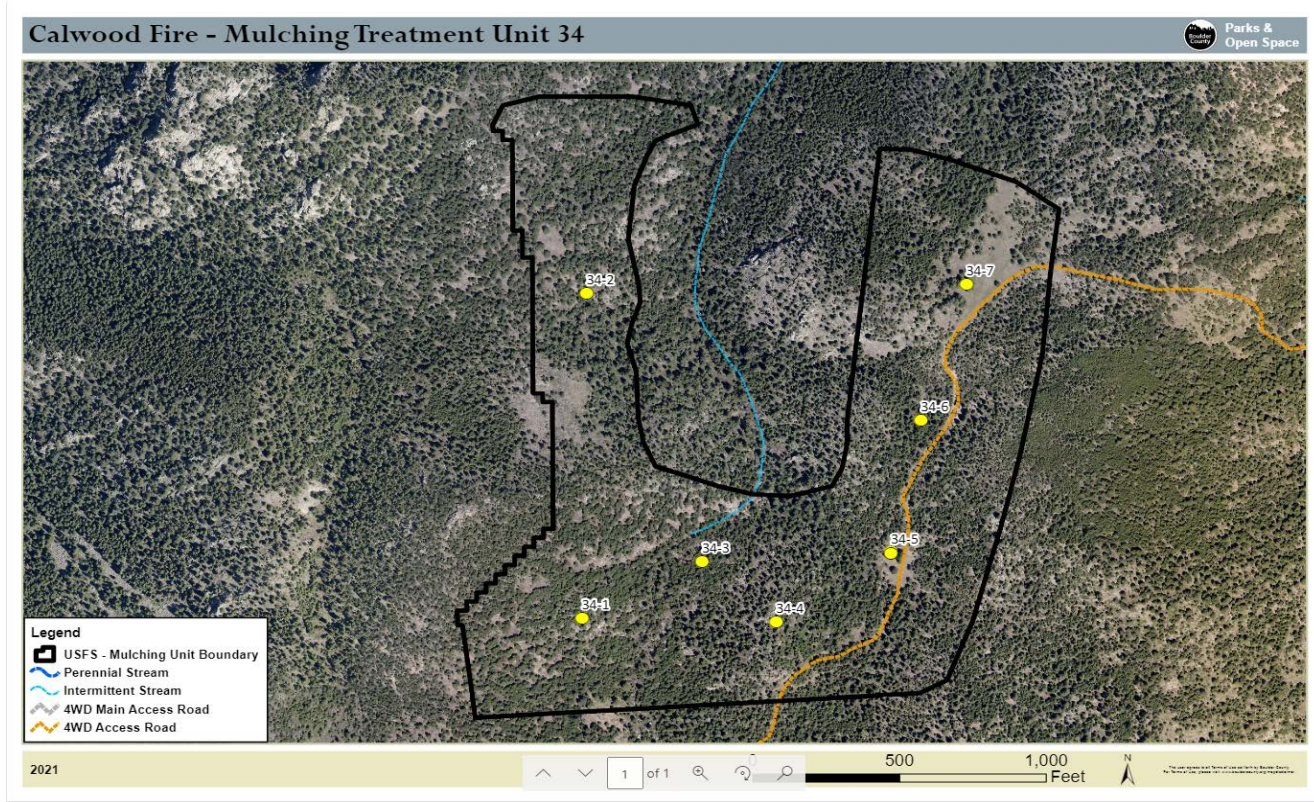 Calwood Fire - Mulching Treatment Unit 34
Boulder
County
Parks &
Open Space
34-2
34-7
34-6
34-5
34-3
34-1
34-4
Legend
USFS - Mulching Unit Boundary
Perennial Stream
Intermittent Stream
4WD Main Access Road
4WD Access Road
2021
1 of 1
0 500 1,000
Feet
N